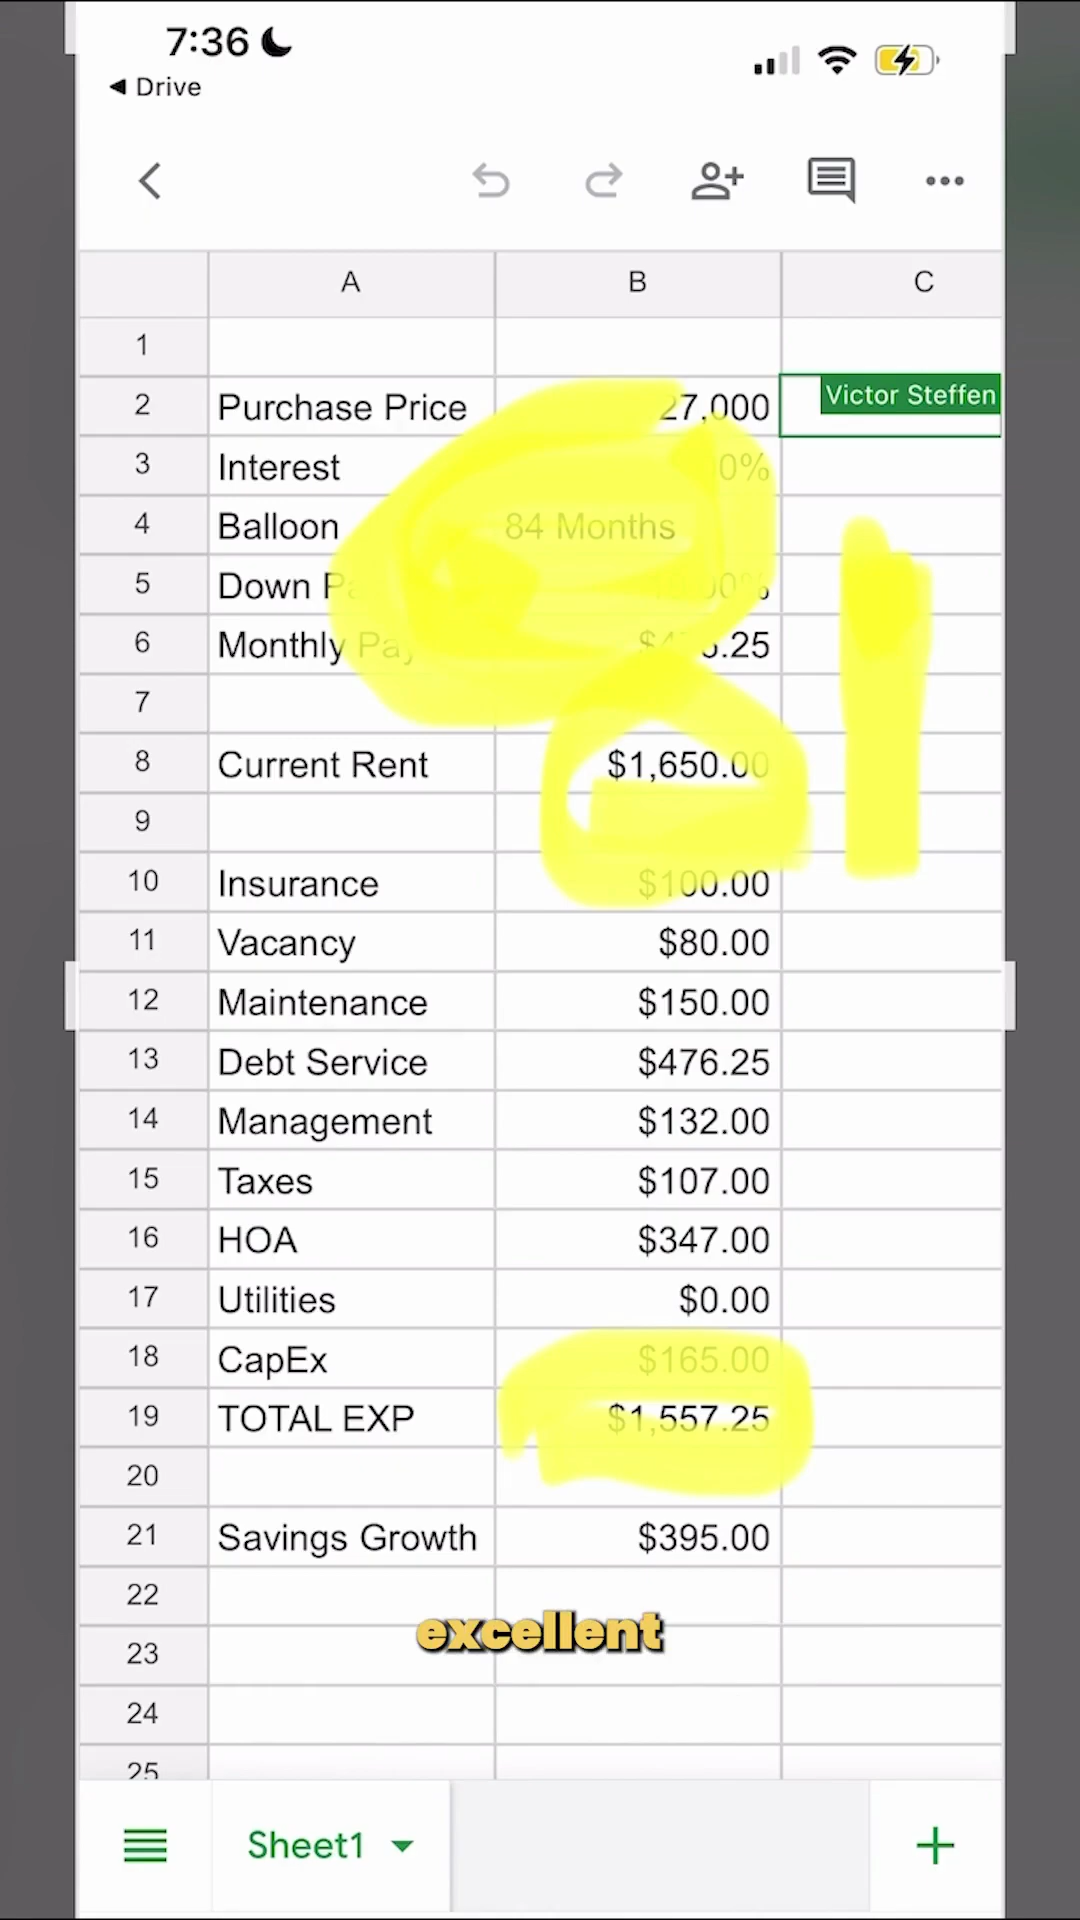 7:36
Drive
A B C
1
2 Purchase Price 27,000 Victor Steffen
3 Interest 0%
4 Balloon 84 Months
5 Down
6 Monthly Pay
7
8 Current Rent $1,650.00
9
10 Insurance $100.00
11 Vacancy $80.00
12 Maintenance $150.00
13 Debt Service $476.25
14 Management $132.00
15 Taxes $107.00
16 HOA $347.00
17 Utilities $0.00
18 CapEx $165.00
19 TOTAL EXP $1,557.25
20
21 Savings Growth $395.00
22
excellent
23
24
25
Sheet1